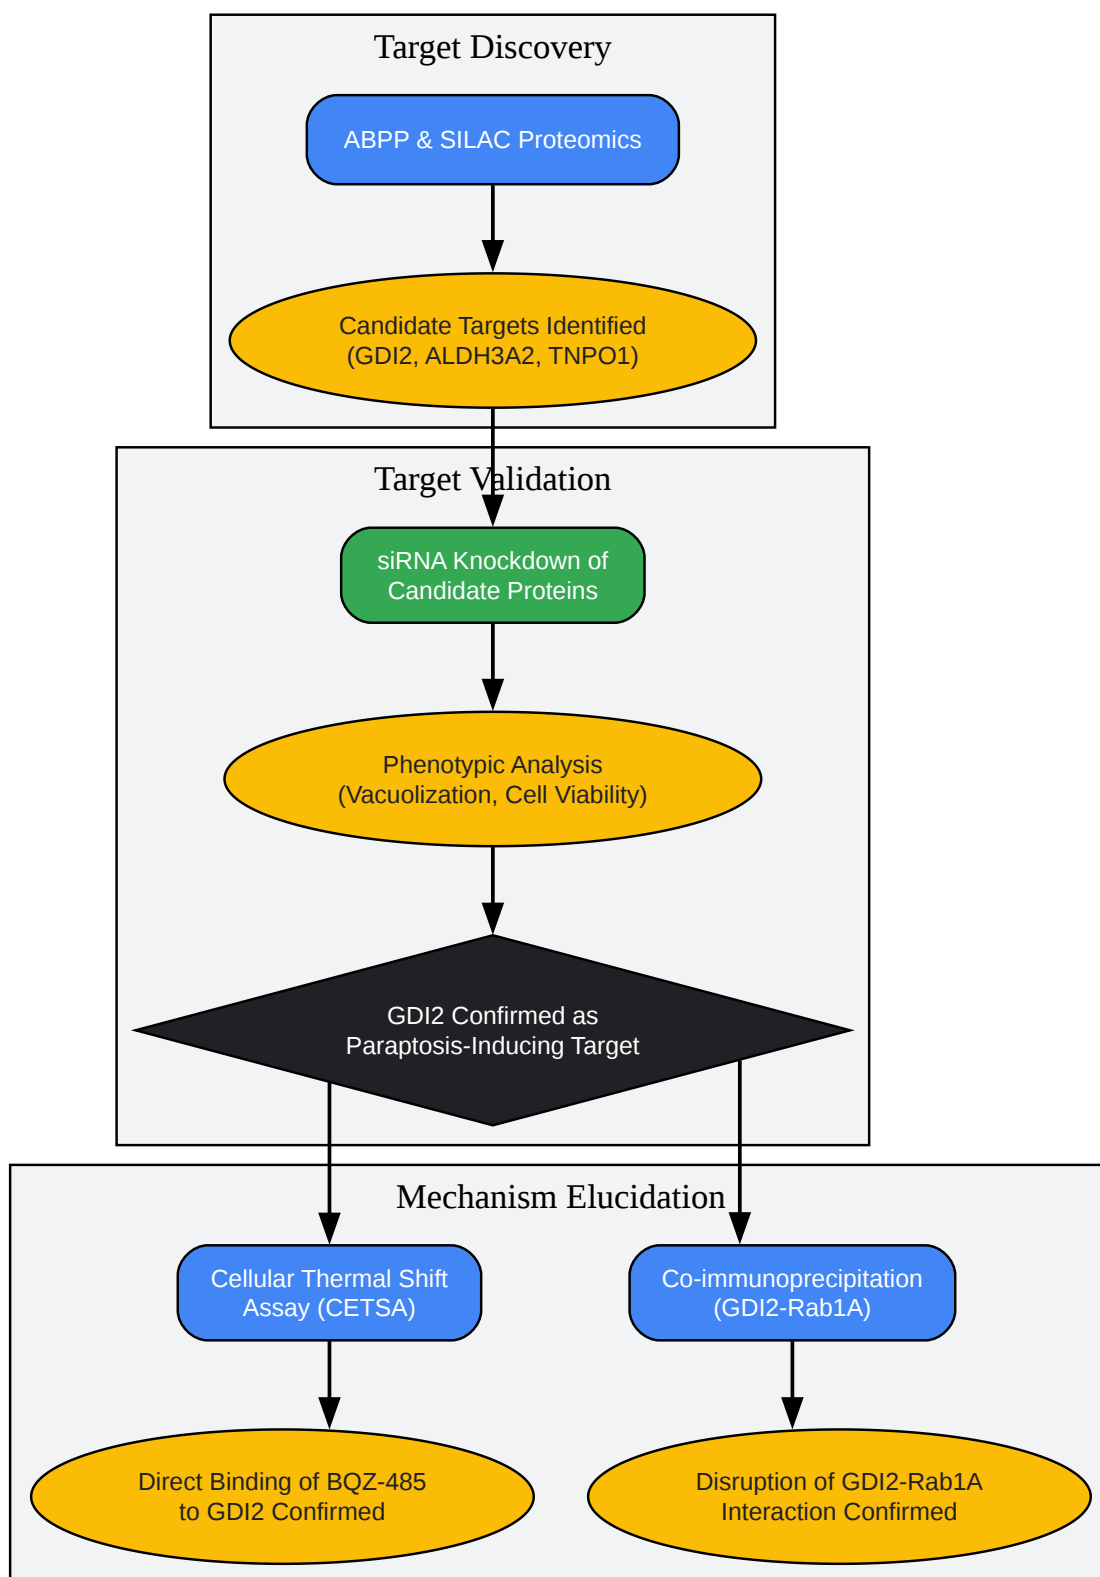 Target Discovery
ABPP & SILAC Proteomics
Candidate Targets Identified
(GDI2, ALDH3A2, TNPO1)
Target Validation
siRNA Knockdown of
Candidate Proteins
Phenotypic Analysis
(Vacuolization, Cell Viability)
GDI2 Confirmed as
Paraptosis-Inducing Target
Mechanism Elucidation
Cellular Thermal Shift
Assay (CETSA)
Co-immunoprecipitation
(GDI2-Rab1A)
Direct Binding of BQZ-485
to GDI2 Confirmed
Disruption of GDI2-Rab1A
Interaction Confirmed